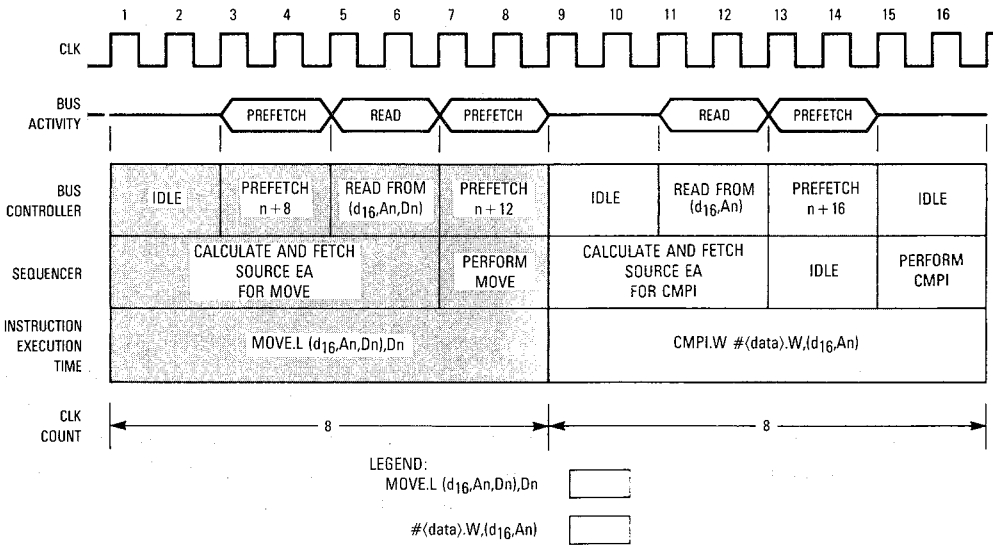 1 2 3 4 5 6 7 8 9 10 11 12 13 14 15 16
CLK
BUS
ACTIVITY
PREFETCH
READ
PREFETCH
READ
PREFETCH
BUS
CONTROLLER
IDLE
PREFETCH
n+8
READ FROM
(d16,An,Dn)
PREFETCH
n+12
IDLE
READ FROM
(d16,An)
PREFETCH
n+16
IDLE
SEQUENCER
CALCULATE AND FETCH
SOURCE EA
FOR MOVE
PERFORM
MOVE
CALCULATE AND FETCH
SOURCE EA
FOR CMPI
IDLE
PERFORM
CMPI
INSTRUCTION
EXECUTION
TIME
MOVE.L (d16,An,Dn),Dn
CMPI.W #⟨data⟩.W,(d16,An)
CLK
COUNT
8
8
LEGEND:
MOVE.L (d16,An,Dn),Dn
#⟨data⟩.W,(d16,An)